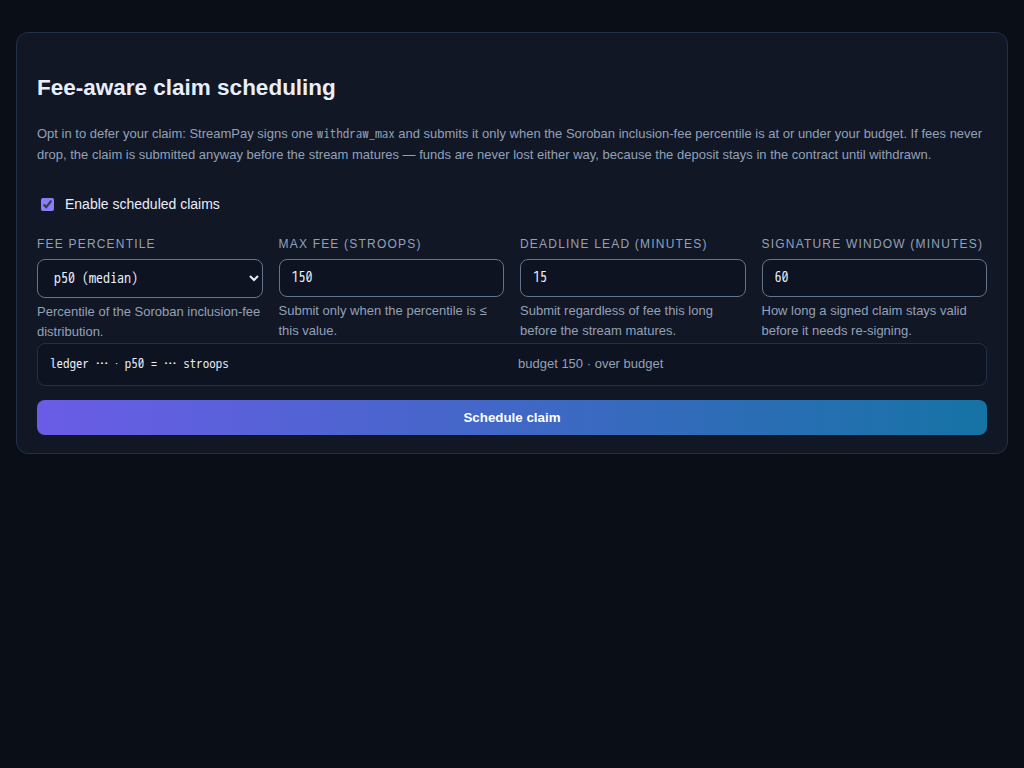 Fee-aware claim scheduling
Opt in to defer your claim: StreamPay signs one withdraw_max and submits it only when the Soroban inclusion-fee percentile is at or under your budget. If fees never
drop, the claim is submitted anyway before the stream matures — funds are never lost either way, because the deposit stays in the contract until withdrawn.
Enable scheduled claims
FEE PERCENTILE
p50 (median)
Percentile of the Soroban inclusion-fee
distribution.
MAX FEE (STROOPS)
150
Submit only when the percentile is ≤
this value.
DEADLINE LEAD (MINUTES)
15
Submit regardless of fee this long
before the stream matures.
SIGNATURE WINDOW (MINUTES)
60
How long a signed claim stays valid
before it needs re-signing.
ledger … · p50 = … stroops
budget 150 · over budget
Schedule claim